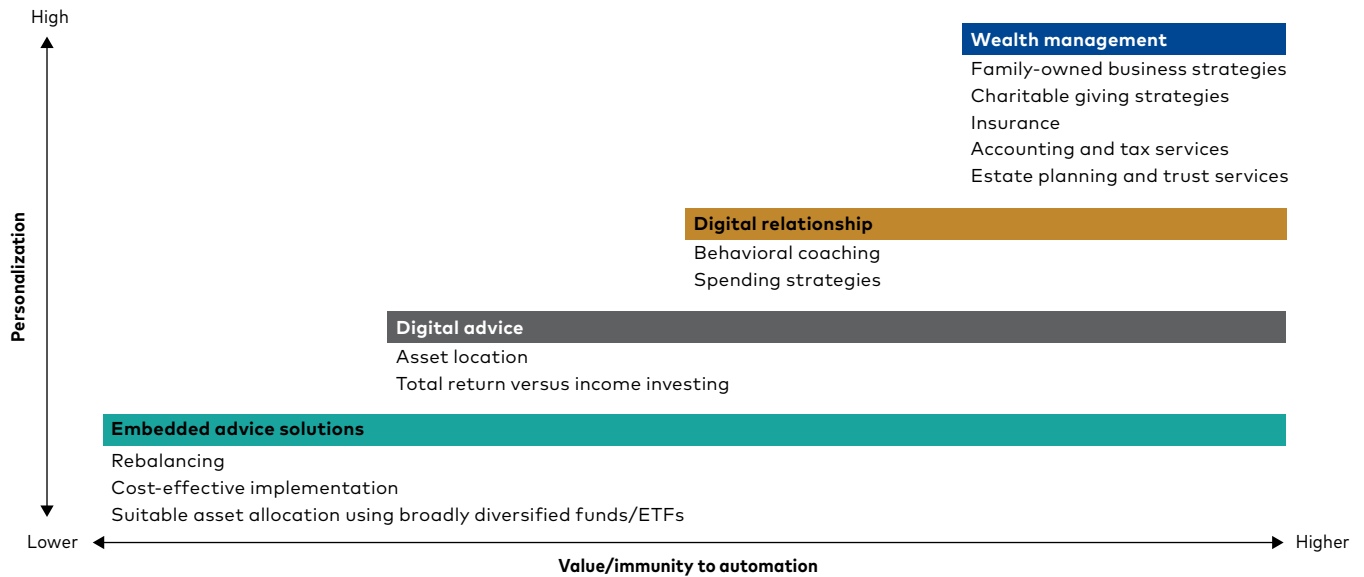 High
Wealth management
Family-owned business strategies
Charitable giving strategies
Insurance
Accounting and tax services
Estate planning and trust services
Personalization
Digital relationship
Behavioral coaching
Spending strategies
Digital advice
Asset location
Total return versus income investing
Embedded advice solutions
Rebalancing
Cost-effective implementation
Suitable asset allocation using broadly diversified funds/ETFs
Lower
Higher
Value/immunity to automation